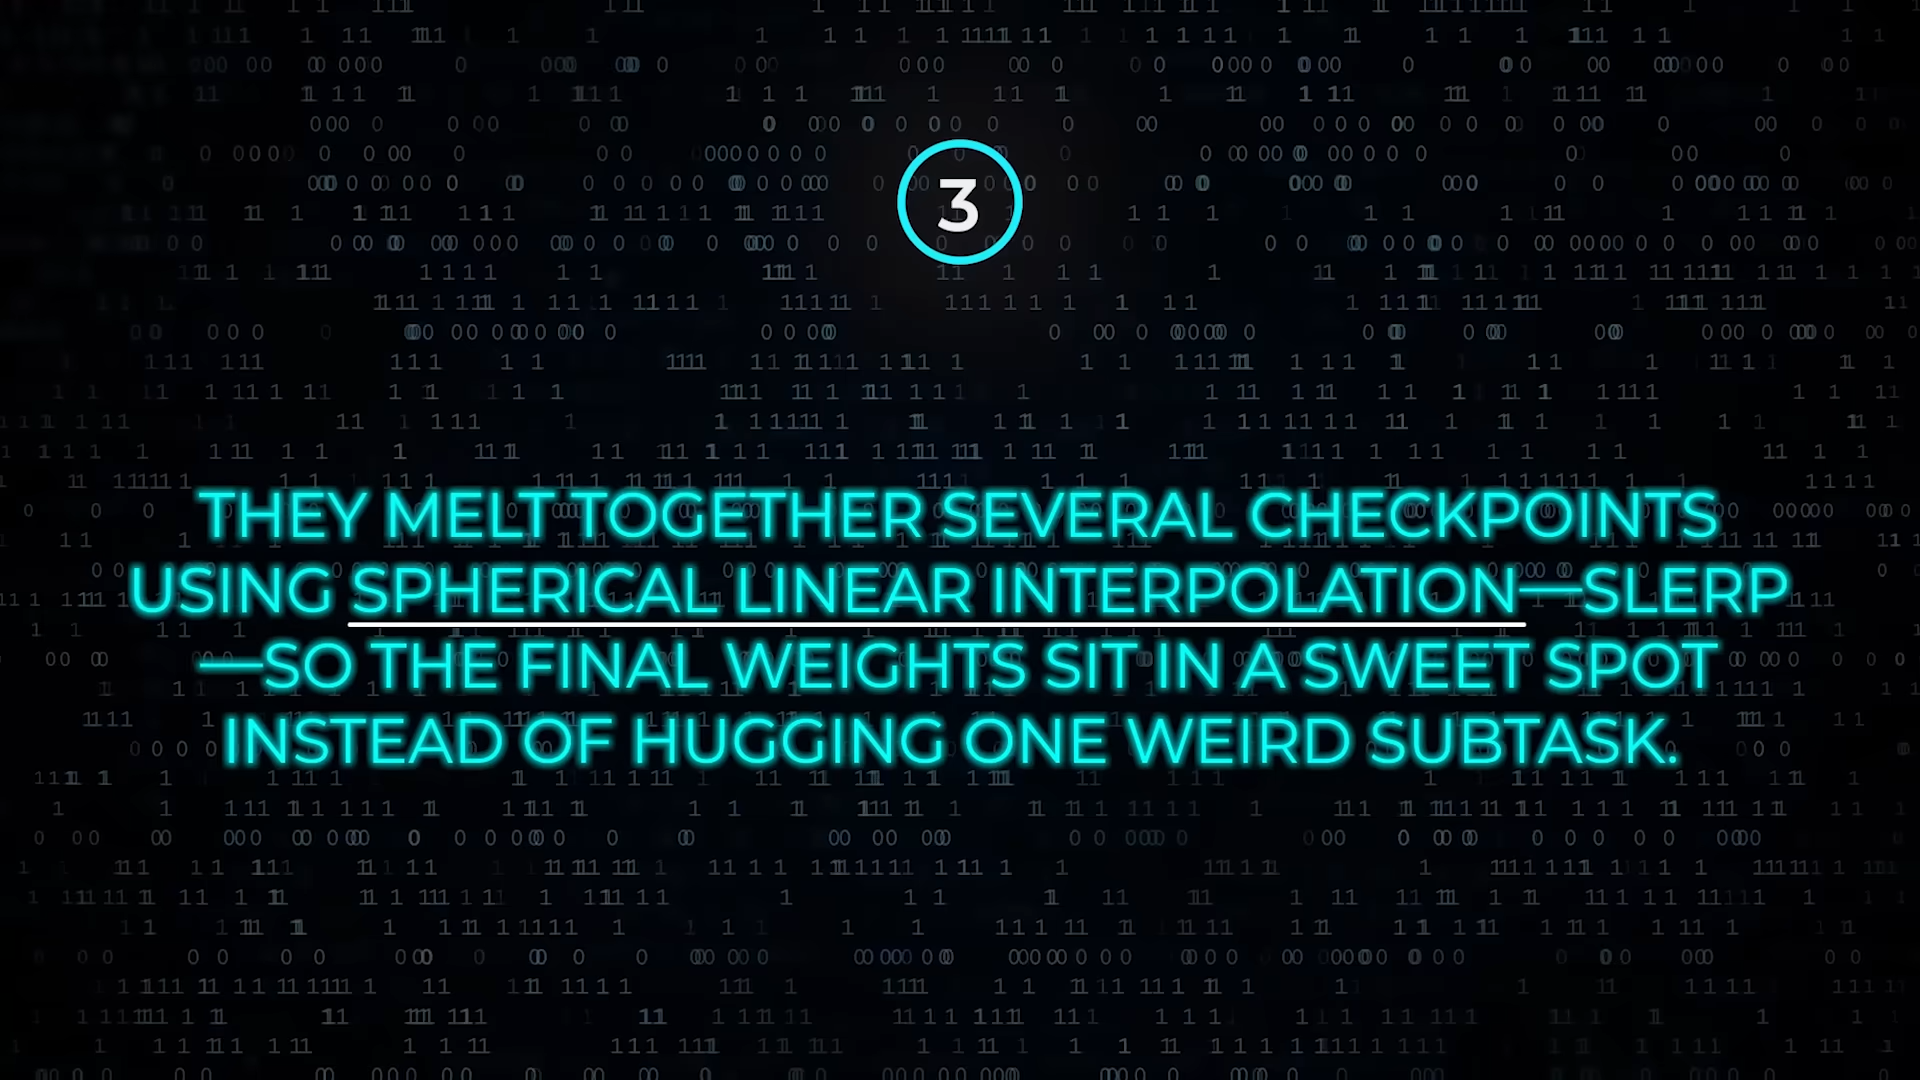 3
THEY MELT TOGETHER SEVERAL CHECKPOINTS
USING SPHERICAL LINEAR INTERPOLATION—SLERP
—SO THE FINAL WEIGHTS SIT IN A SWEET SPOT
INSTEAD OF HUGGING ONE WEIRD SUBTASK.